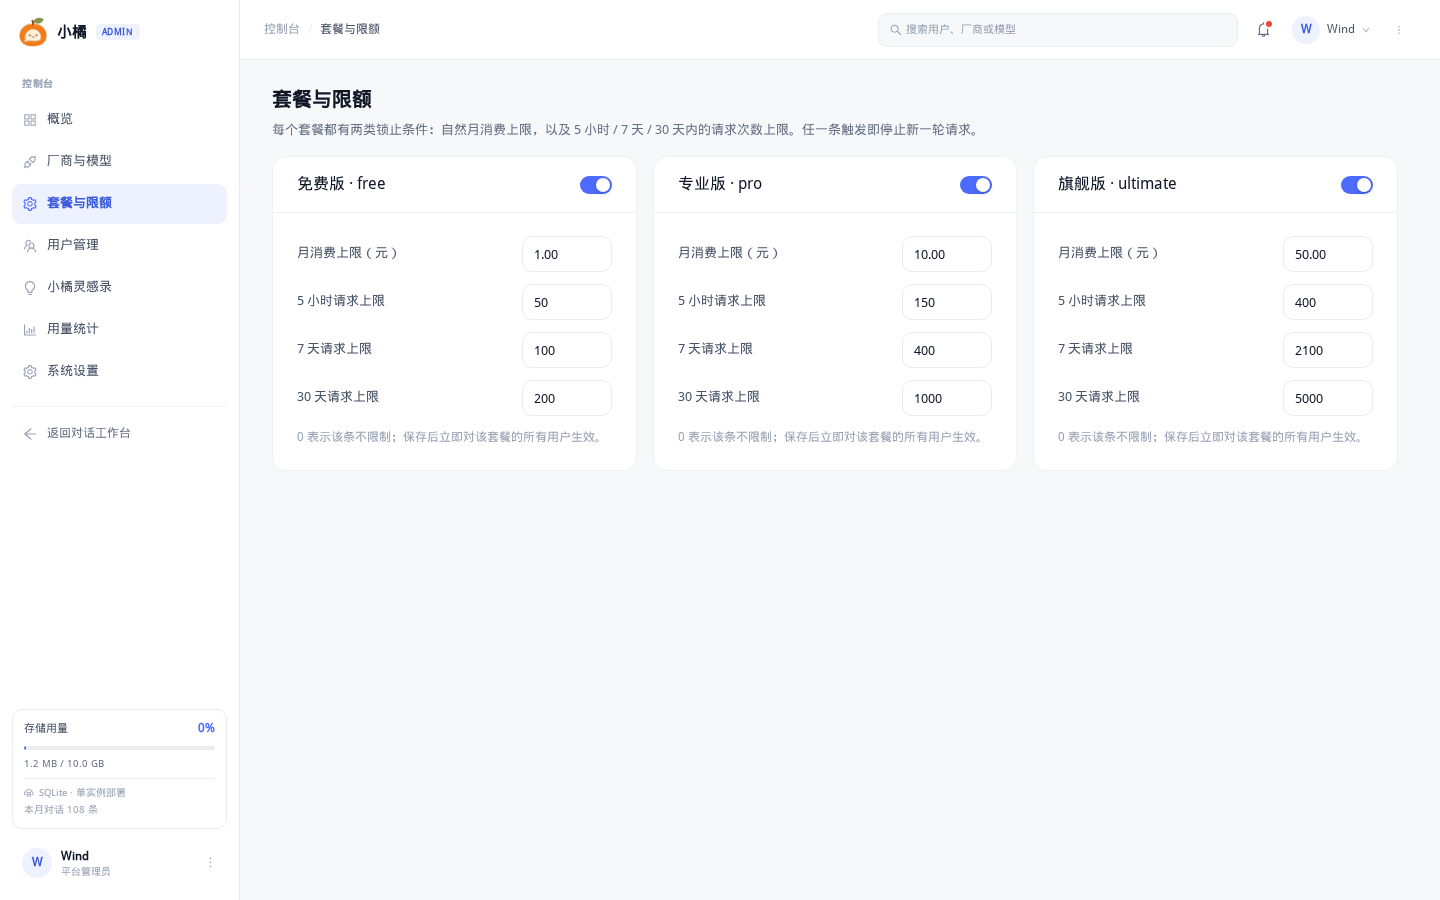 小橘 ADMIN
控制台
概览
厂商与模型
套餐与限额
用户管理
小橘灵感录
用量统计
系统设置
返回对话工作台
存储用量 0%
1.2 MB / 10.0 GB
SQLite · 单实例部署
本月对话 108 条
W Wind
平台管理员
控制台 / 套餐与限额
搜索用户、厂商或模型
W Wind
套餐与限额
每个套餐都有两类锁止条件：自然月消费上限，以及 5 小时 / 7 天 / 30 天内的请求次数上限。任一条触发即停止新一轮请求。
免费版 · free
月消费上限（元） 1.00
5 小时请求上限 50
7 天请求上限 100
30 天请求上限 200
0 表示该条不限制；保存后立即对该套餐的所有用户生效。
专业版 · pro
月消费上限（元） 10.00
5 小时请求上限 150
7 天请求上限 400
30 天请求上限 1000
0 表示该条不限制；保存后立即对该套餐的所有用户生效。
旗舰版 · ultimate
月消费上限（元） 50.00
5 小时请求上限 400
7 天请求上限 2100
30 天请求上限 5000
0 表示该条不限制；保存后立即对该套餐的所有用户生效。